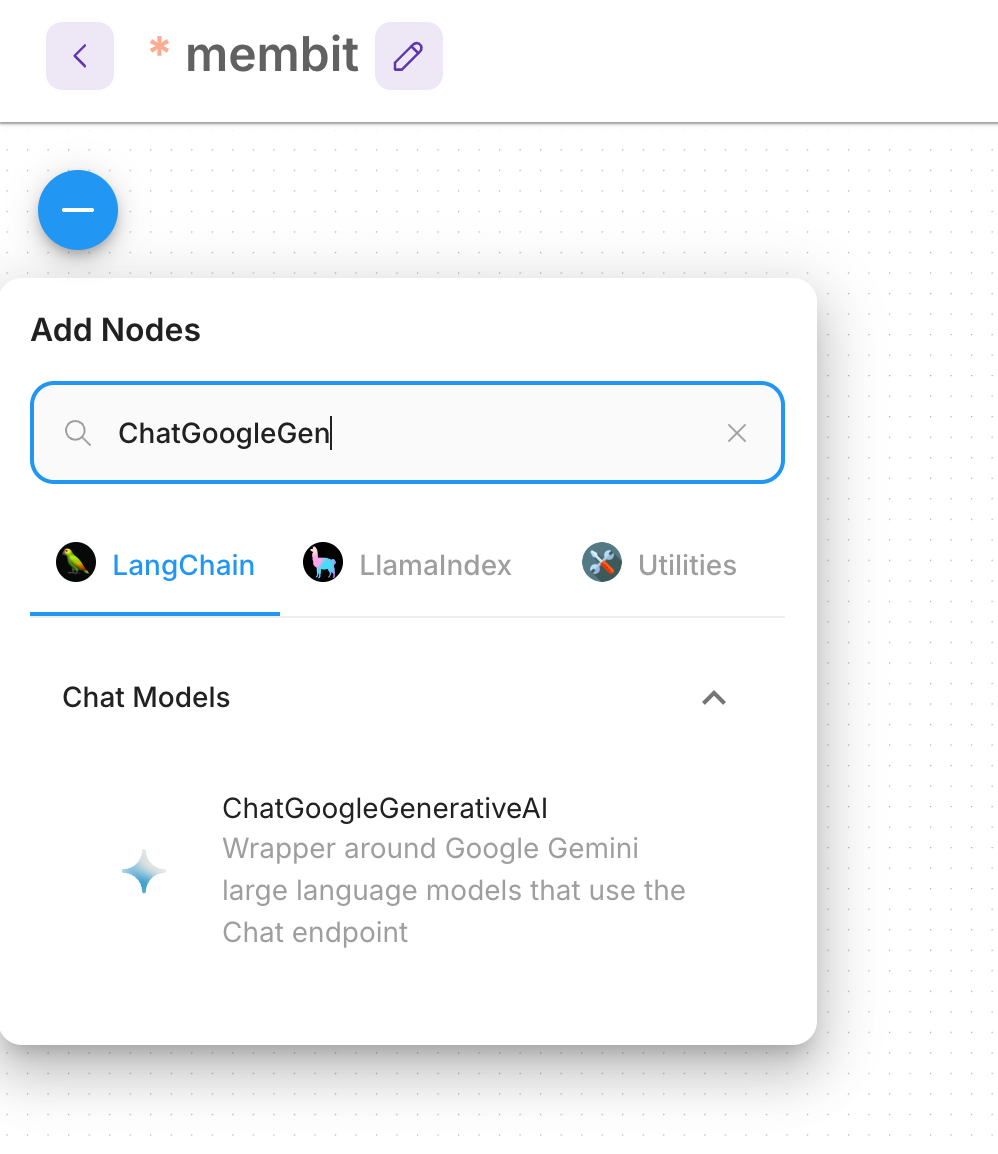 * membit
Add Nodes
ChatGoogleGen
LangChain LlamaIndex Utilities
Chat Models
ChatGoogleGenerativeAI
Wrapper around Google Gemini
large language models that use the
Chat endpoint